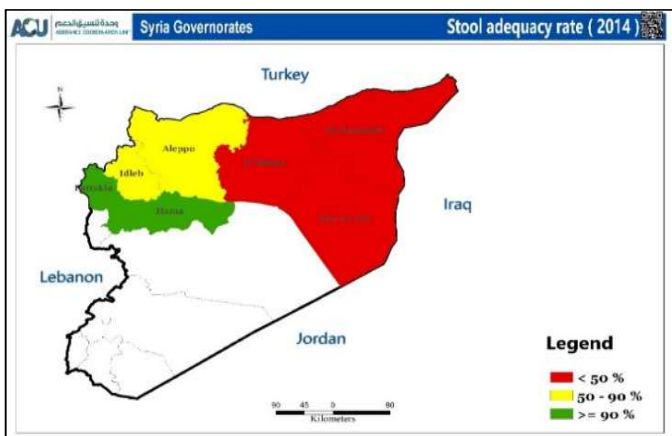 ACU وحدة تنسيق الدعم
ASSISTANCE COORDINATION UNIT
Syria Governorates
Stool adequacy rate ( 2014 )
Turkey
N
Aleppo
Idleb
Hama
Iraq
Lebanon
Jordan
Legend
< 50 %
50 - 90 %
>= 90 %
90 45 0 90
Kilometers